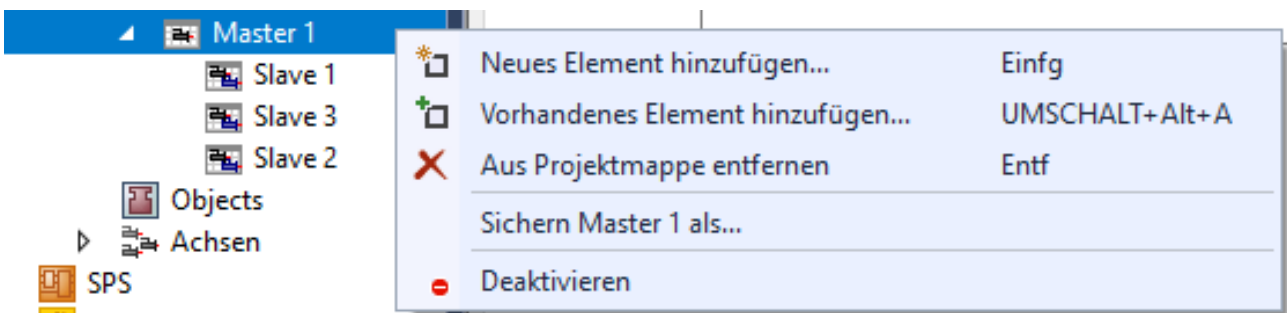 Master 1
Slave 1
Slave 3
Slave 2
Objects
Achsen
SPS
Neues Element hinzufügen... Einfg
Vorhandenes Element hinzufügen... UMSCHALT+Alt+A
Aus Projektmappe entfernen Entf
Sichern Master 1 als...
Deaktivieren